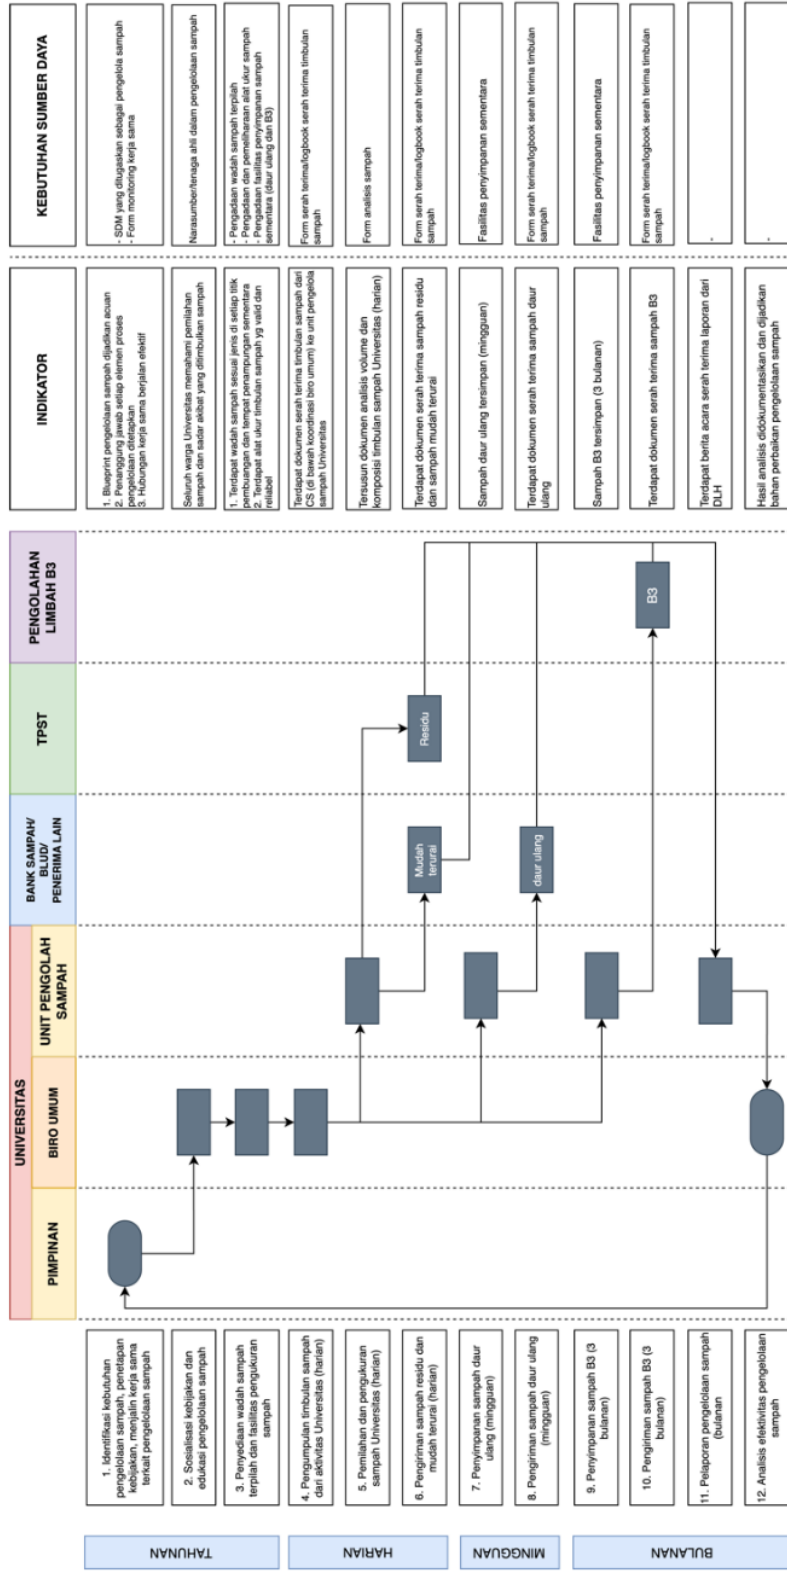 UNIVERSITAS
PIMPINAN
BIRO UMUM
UNIT PENGOLAH
SAMPAH
BANK SAMPAH/
BLUD/
PENERIMA LAIN
TPST
PENGOLAHAN
LIMBAH B3
INDIKATOR
KEBUTUHAN SUMBER DAYA
TAHUNAN
1. Identifikasi kebutuhan
pengelolaan sampah, penetapan
kebijakan, menjalin kerja sama
terkait pengelolaan sampah
1. Blueprint pengelolaan sampah dijadikan acuan
2. Penanggung jawab setiap elemen proses
pengelolaan ditetapkan
3. Hubungan kerja sama berjalan efektif
- SDM yang ditugaskan sebagai pengelola sampah
- Form monitoring kerja sama
2. Sosialisasi kebijakan dan
edukasi pengelolaan sampah
Seluruh warga Universitas memahami pemilahan
sampah dan sadar akibat yang ditimbulkan sampah
Narasumber/tenaga ahli dalam pengelolaan sampah
3. Penyediaan wadah sampah
terpilah dan fasilitas pengukuran
sampah
1. Terdapat wadah sampah sesuai jenis di setiap titik
pembuangan dan tempat penampungan sementara
2. Terdapat alat ukur timbulan sampah yg valid dan
reliabel
- Pengadaan wadah sampah terpilah
- Pengadaan dan pemeliharaan alat ukur sampah
- Pengadaan fasilitas penyimpanan sampah
sementara (daur ulang dan B3)
HARIAN
4. Pengumpulan timbulan sampah
dari aktivitas Universitas (harian)
Terdapat dokumen serah terima timbulan sampah dari
CS (di bawah koordinasi biro umum) ke unit pengelola
sampah Universitas
Form serah terima/logbook serah terima timbulan
sampah
5. Pemilahan dan pengukuran
sampah Universitas (harian)
Tersusun dokumen analisis volume dan
komposisi timbulan sampah Universitas (harian)
Form analisis sampah
6. Pengiriman sampah residu dan
mudah terurai (harian)
Mudah
terurai
Residu
Terdapat dokumen serah terima sampah residu
dan sampah mudah terurai
Form serah terima/logbook serah terima timbulan
sampah
MINGGUAN
7. Penyimpanan sampah daur
ulang (mingguan)
Sampah daur ulang tersimpan (mingguan)
Fasilitas penyimpanan sementara
8. Pengiriman sampah daur ulang
(mingguan)
daur ulang
Terdapat dokumen serah terima sampah daur
ulang
Form serah terima/logbook serah terima timbulan
sampah
BULANAN
9. Penyimpanan sampah B3 (3
bulanan)
Sampah B3 tersimpan (3 bulanan)
Fasilitas penyimpanan sementara
10. Pengiriman sampah B3 (3
bulanan)
B3
Terdapat dokumen serah terima sampah B3
Form serah terima/logbook serah terima timbulan
sampah
11. Pelaporan pengelolaan sampah
(bulanan
Terdapat berita acara serah terima laporan dari
DLH
-
12. Analisis efektivitas pengelolaan
sampah
Hasil analisis didokumentasikan dan dijadikan
bahan perbaikan pengelolaan sampah
-